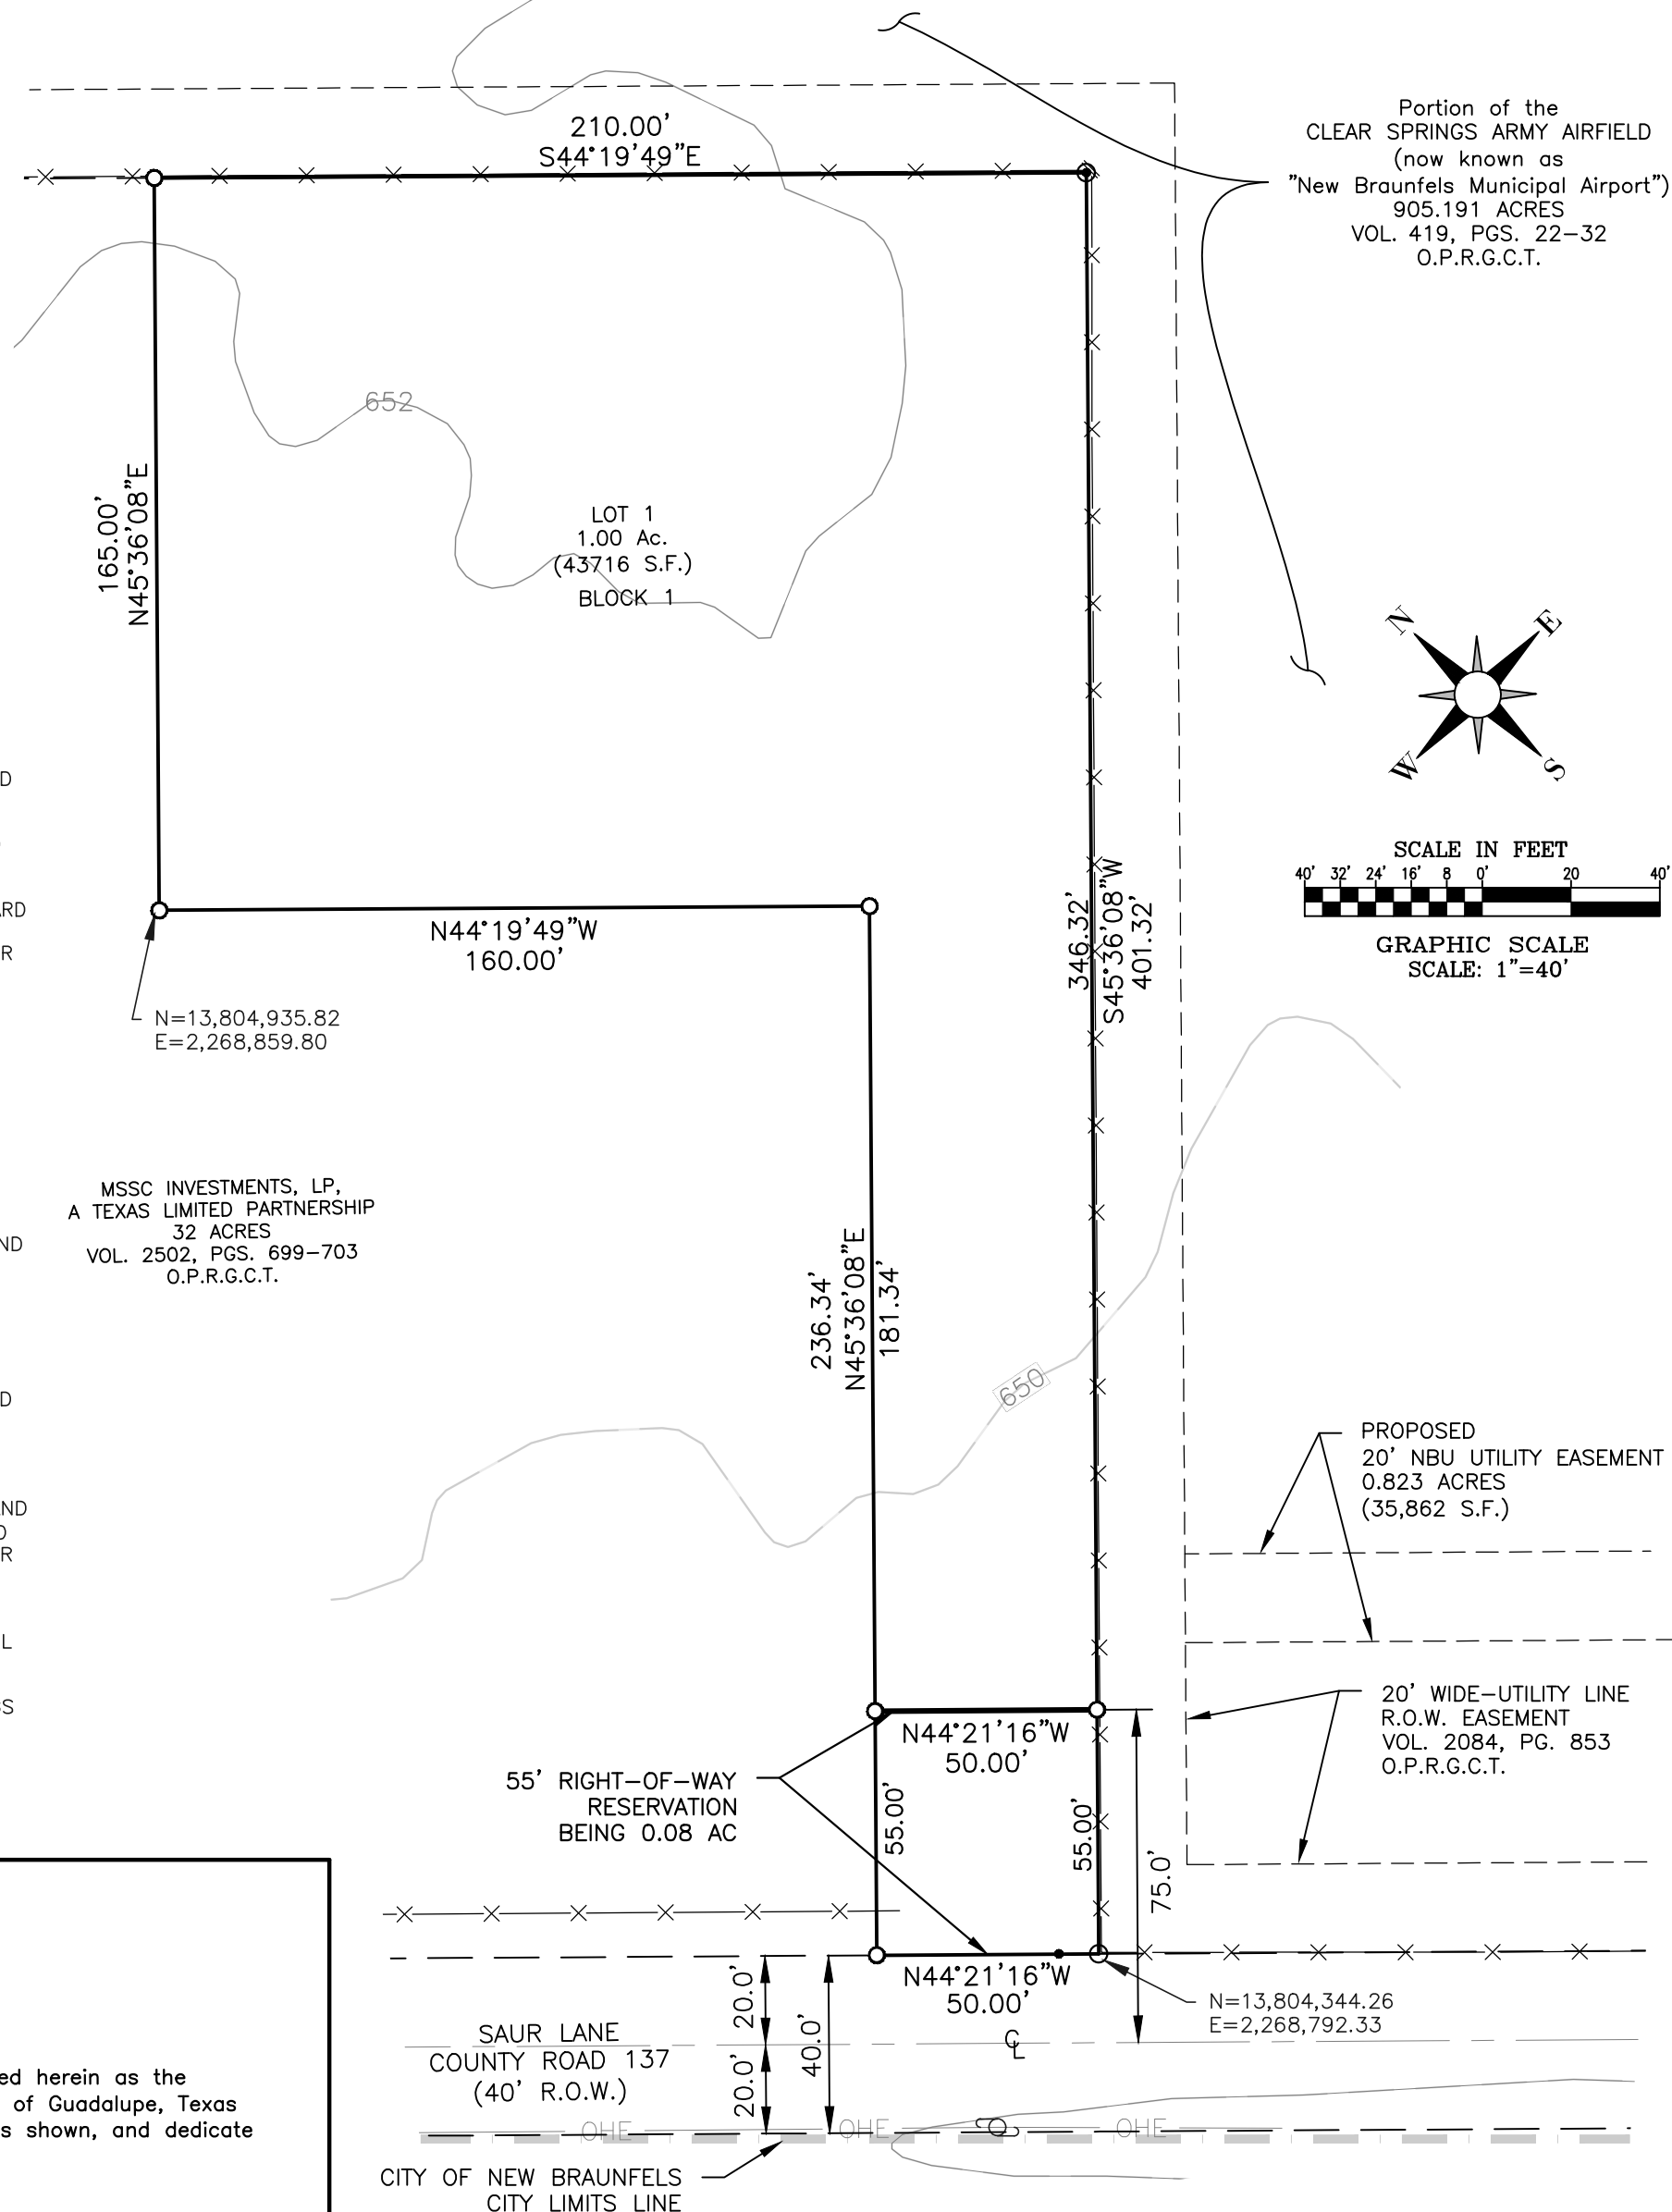 Portion of the
CLEAR SPRINGS ARMY AIRFIELD
(now known as
"New Braunfels Municipal Airport")
905.191 ACRES
VOL. 419, PGS. 22-32
O.P.R.G.C.T.
210.00'
S44°19'49"E
652
165.00'
N45°36'08"E
LOT 1
1.00 Ac.
(43716 S.F.)
BLOCK 1
N
E
W
S
D
SCALE IN FEET
40' 32' 24' 16' 8 0' 20 40'
GRAPHIC SCALE
SCALE: 1"=40'
ARD
R
N44°19'49"W
160.00'
346.32'
S45°36'08"W
401.32'
N=13,804,935.82
E=2,268,859.80
MSSC INVESTMENTS, LP,
A TEXAS LIMITED PARTNERSHIP
32 ACRES
VOL. 2502, PGS. 699-703
O.P.R.G.C.T.
ND
236.34'
N45°36'08"E
181.34'
650
D
PROPOSED
20' NBU UTILITY EASEMENT
0.823 ACRES
(35,862 S.F.)
ND
R
L
S
20' WIDE-UTILITY LINE
R.O.W. EASEMENT
VOL. 2084, PG. 853
O.P.R.G.C.T.
N44°21'16"W
50.00'
55' RIGHT-OF-WAY
RESERVATION
BEING 0.08 AC
55.00'
55.00'
75.0'
N44°21'16"W
50.00'
N=13,804,344.26
E=2,268,792.33
20.0'
40.0'
20.0'
SAUR LANE
COUNTY ROAD 137
(40' R.O.W.)
℄
ed herein as the
of Guadalupe, Texas
s shown, and dedicate
OHE OHE OHE
CITY OF NEW BRAUNFELS
CITY LIMITS LINE